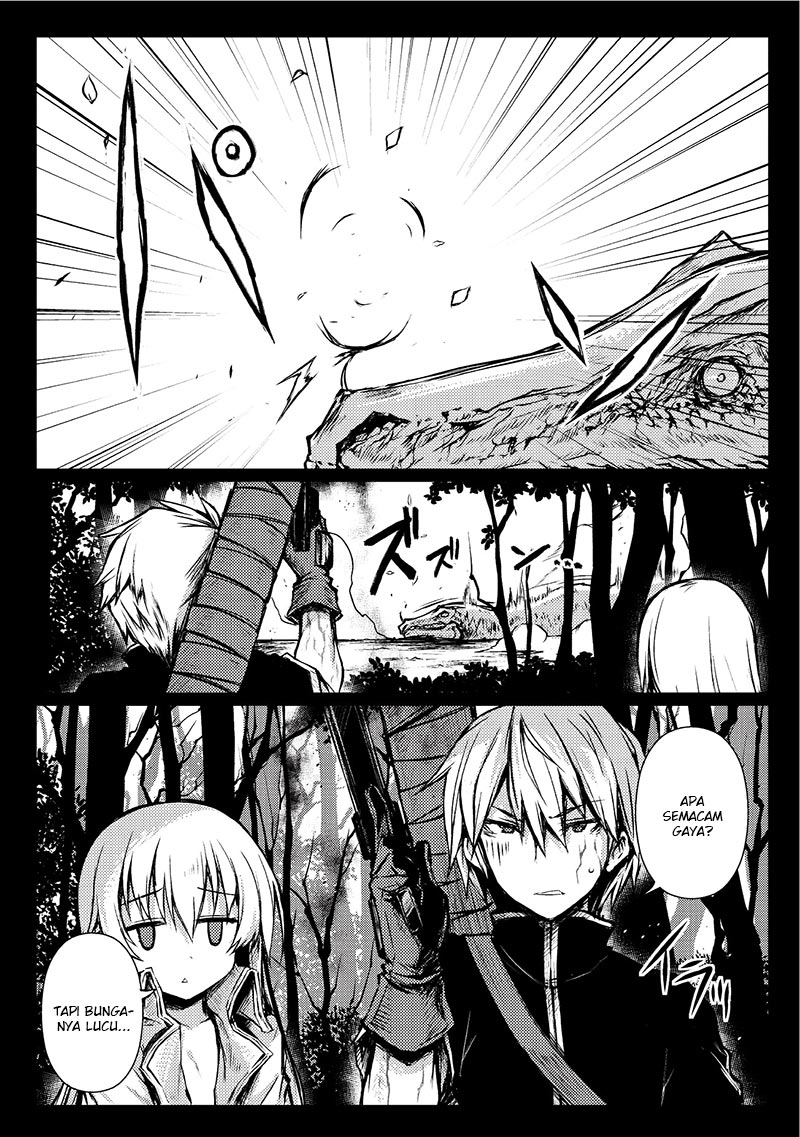 ズズン…
APA
SEMACAM
GAYA?
イラッ
TAPI BUNGA-
NYA LUCU...